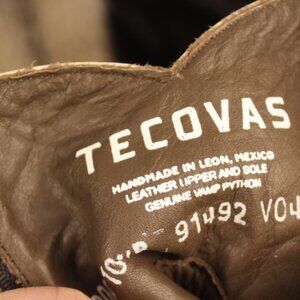 TECOVAS
HANDMADE IN LEON, MEXICO
LEATHER UPPER AND SOLE
GENUINE VAMP PYTHON
91492 V04